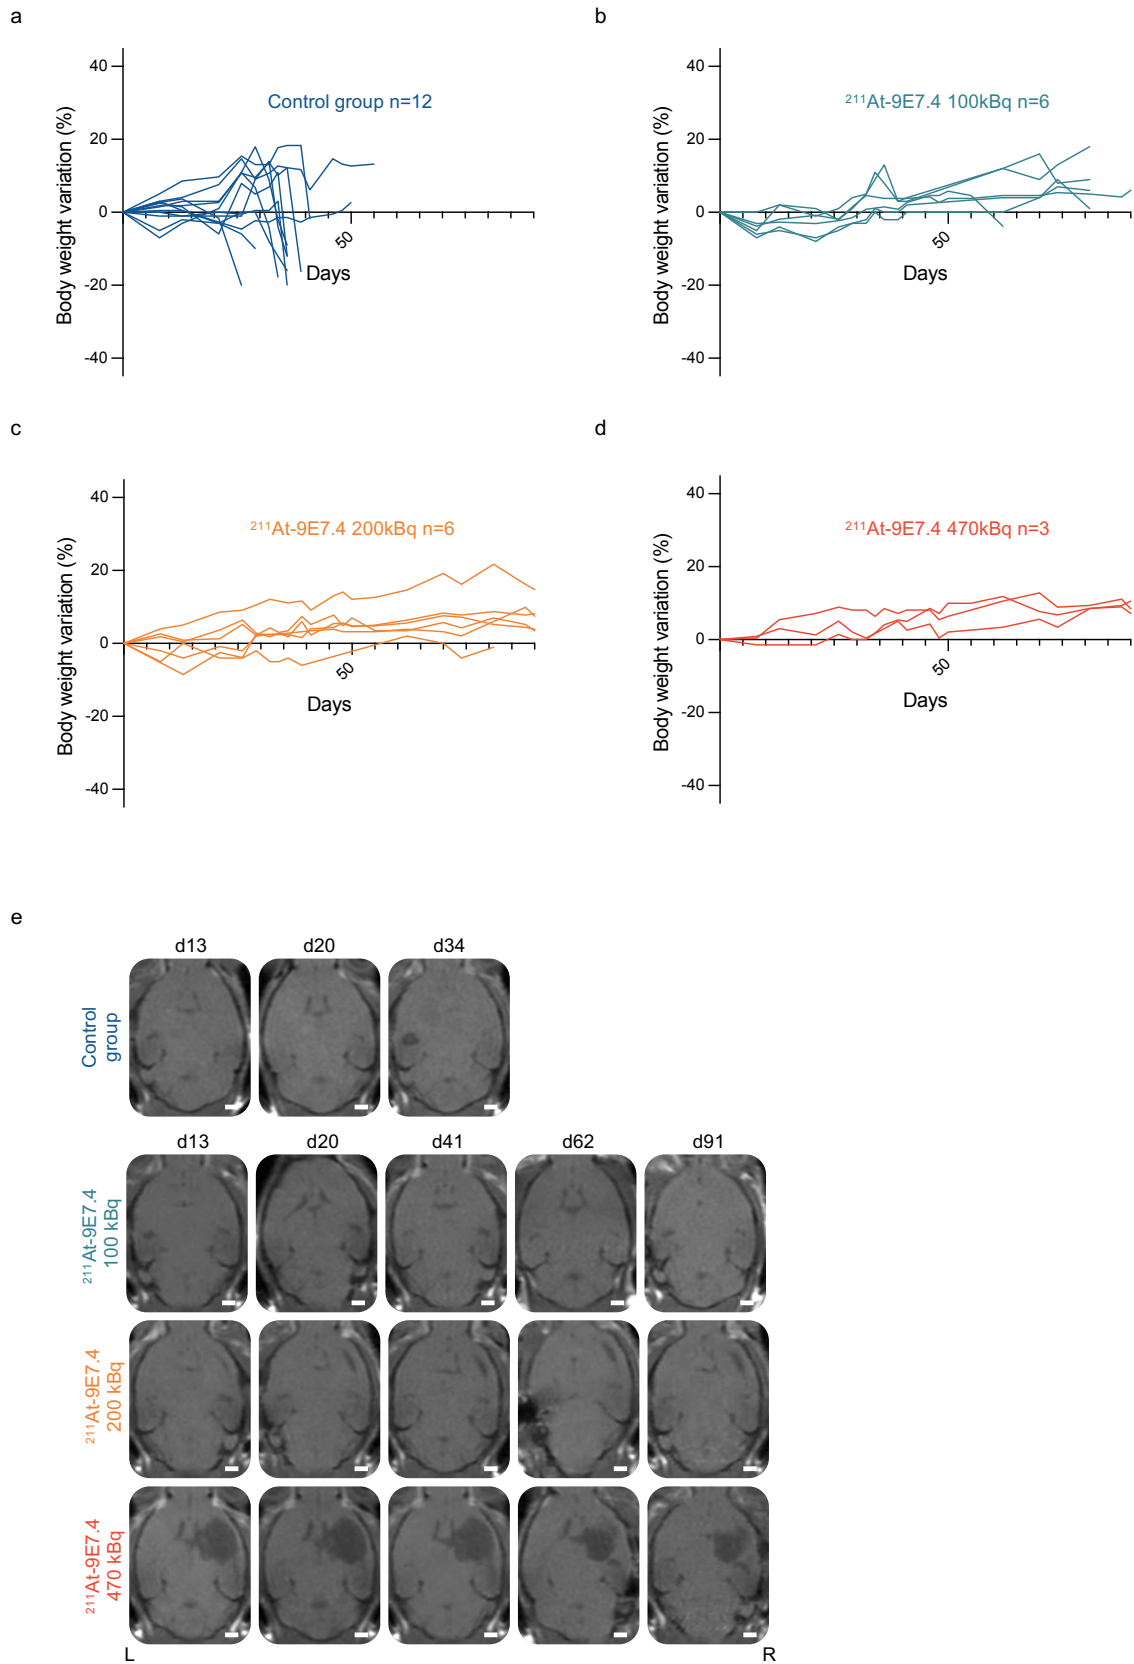 a
40
20
0
-20
-40
Body weight variation (%)
Control group n=12
50
Days
b
40
20
0
-20
-40
Body weight variation (%)
²¹¹At-9E7.4 100kBq n=6
50
Days
c
40
20
0
-20
-40
Body weight variation (%)
²¹¹At-9E7.4 200kBq n=6
50
Days
d
40
20
0
-20
-40
Body weight variation (%)
²¹¹At-9E7.4 470kBq n=3
50
Days
e
d13 d20 d34
Control
group
d13 d20 d41 d62 d91
²¹¹At-9E7.4
100 kBq
²¹¹At-9E7.4
200 kBq
²¹¹At-9E7.4
470 kBq
L R